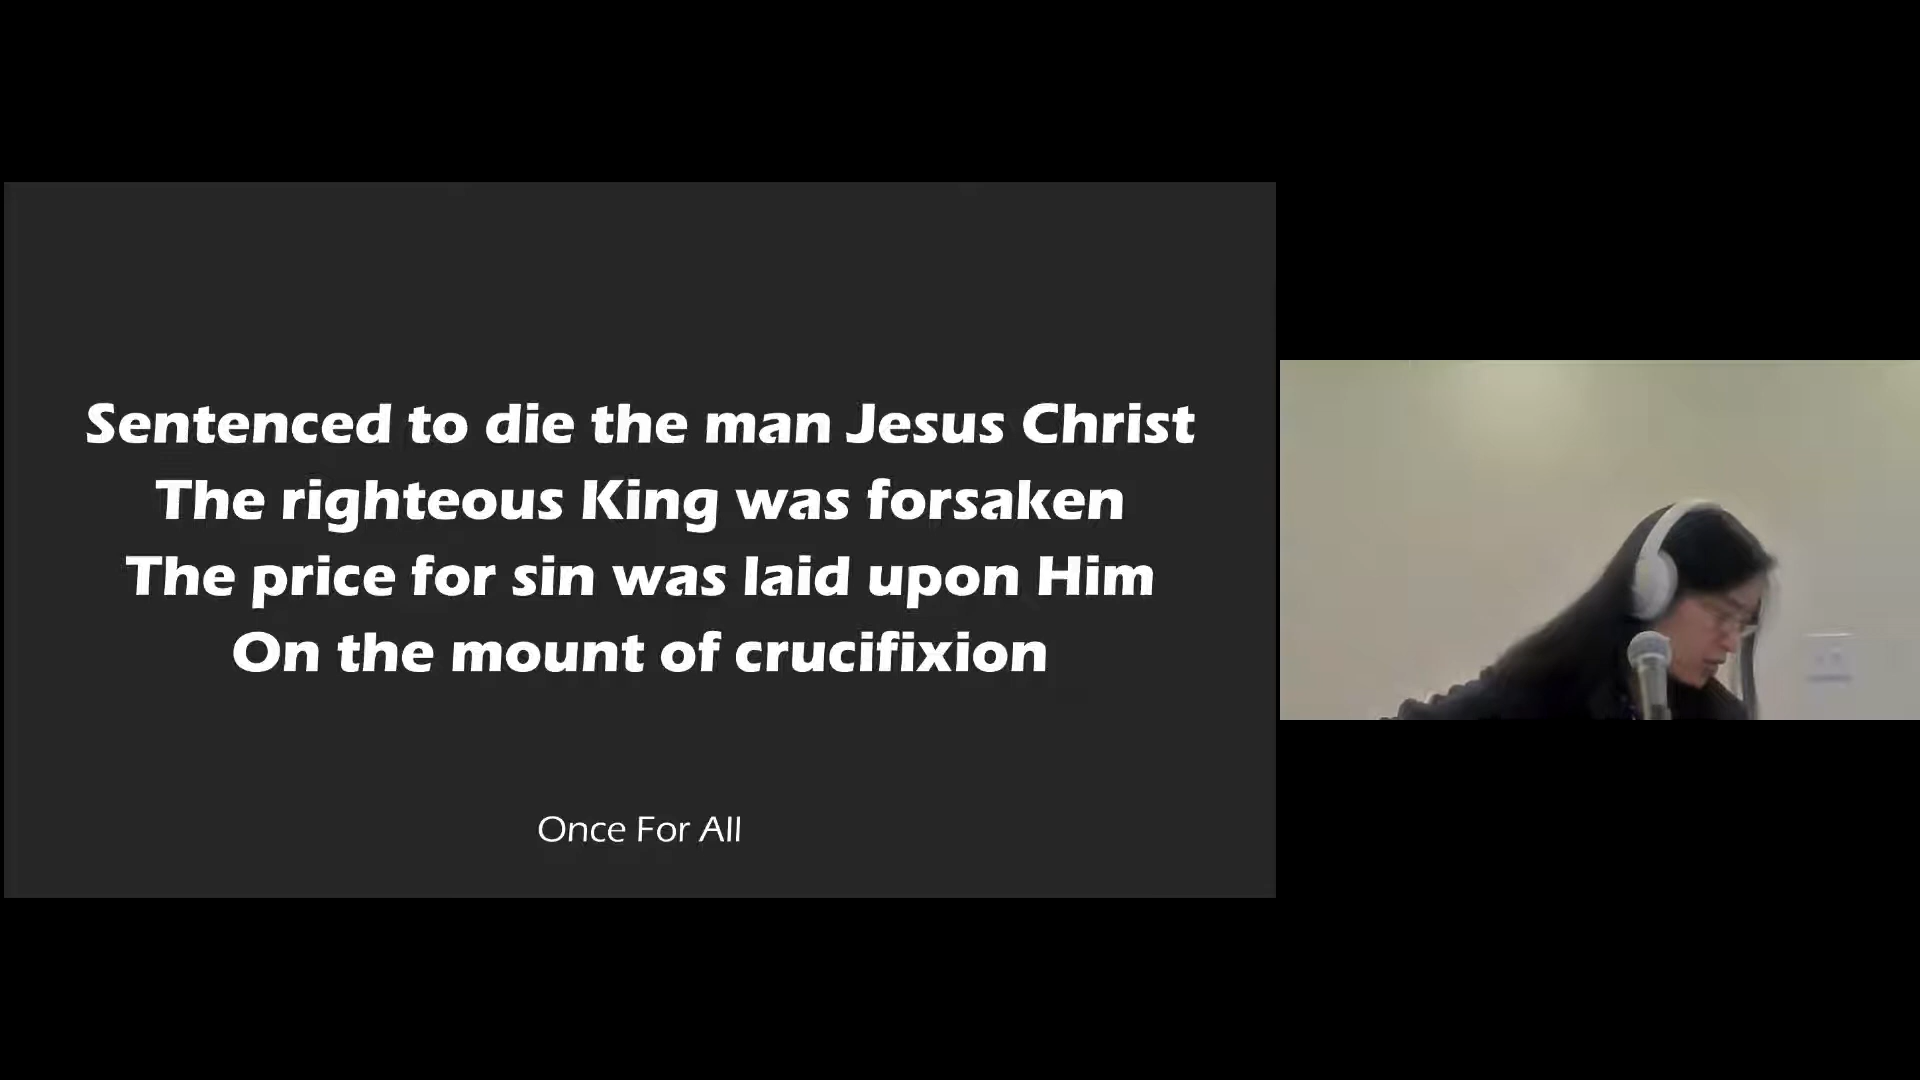 Sentenced to die the man Jesus Christ
The righteous King was forsaken
The price for sin was laid upon Him
On the mount of crucifixion
Once For All